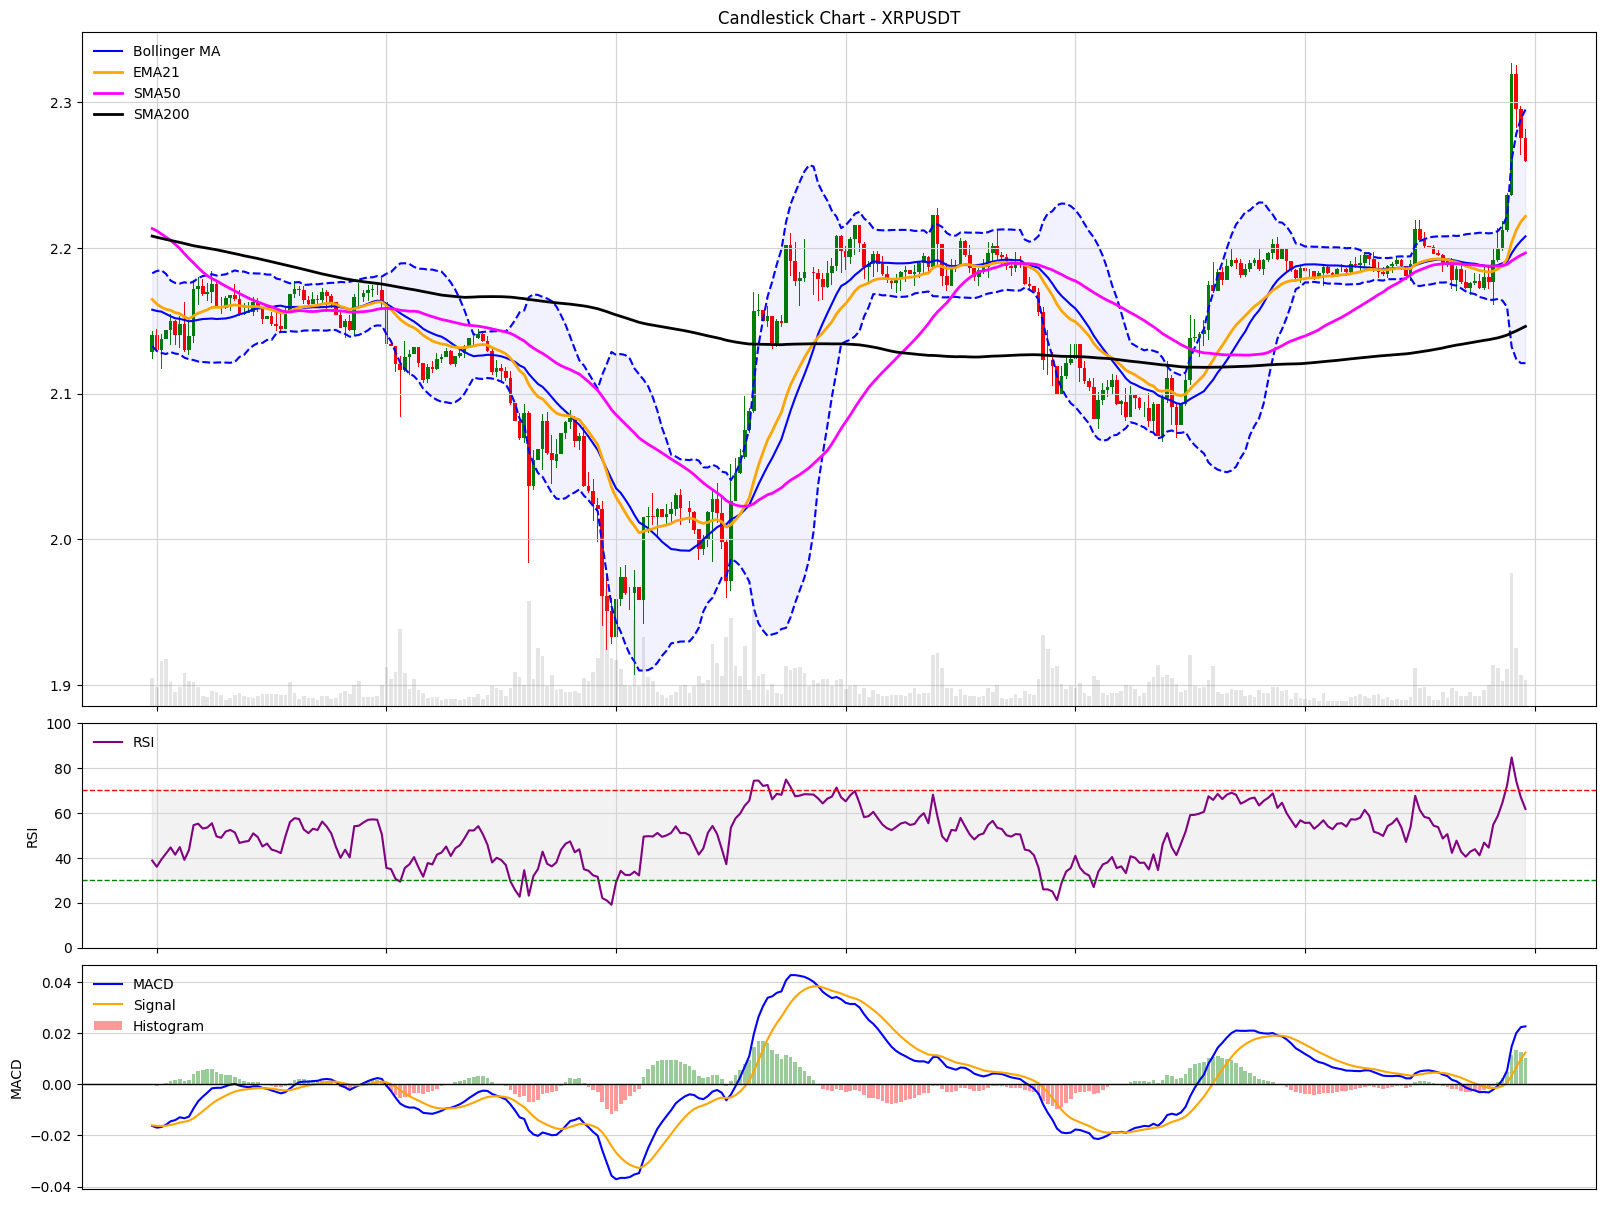 Candlestick Chart - XRPUSDT
Bollinger MA
EMA21
SMA50
SMA200
2.3
2.2
2.1
2.0
1.9
100
80
60
40
20
0
RSI
RSI
0.04
0.02
0.00
−0.02
−0.04
MACD
MACD
Signal
Histogram